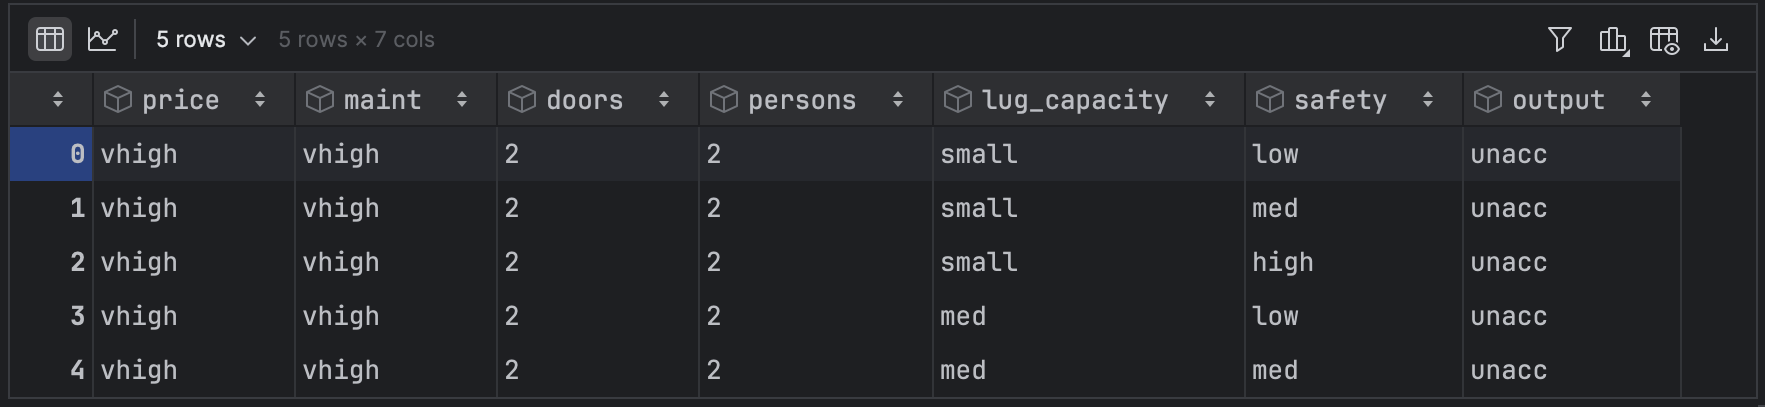 5 rows 5 rows × 7 cols
price maint doors persons lug_capacity safety output
0 vhigh vhigh 2 2 small low unacc
1 vhigh vhigh 2 2 small med unacc
2 vhigh vhigh 2 2 small high unacc
3 vhigh vhigh 2 2 med low unacc
4 vhigh vhigh 2 2 med med unacc